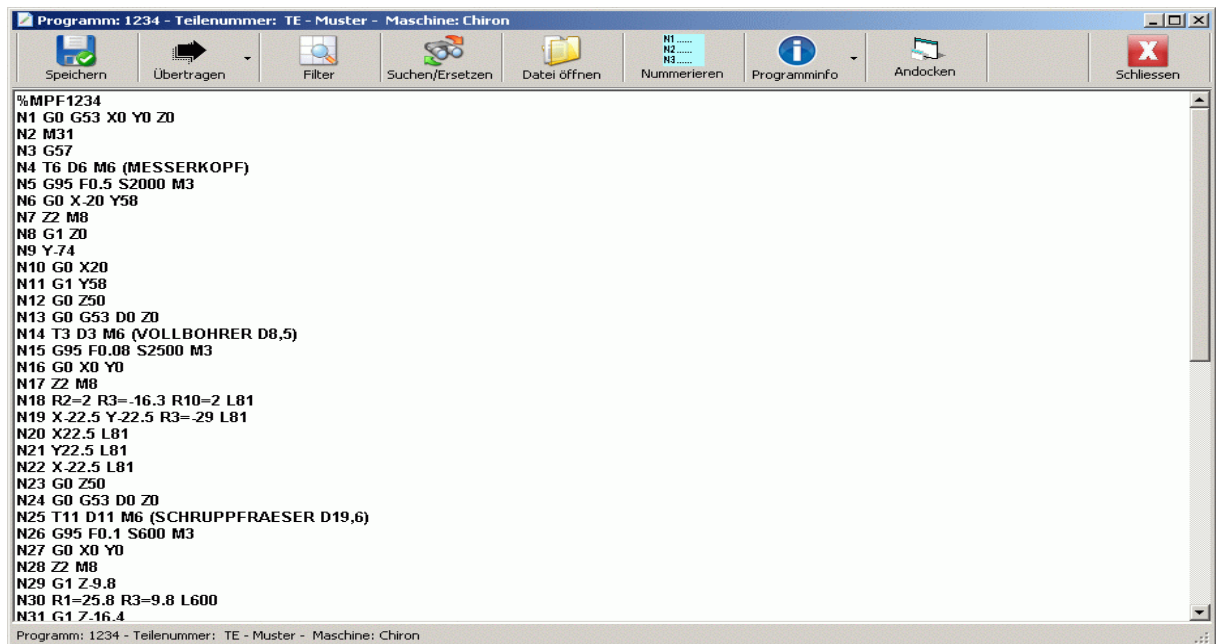 Programm: 1234 - Teilenummer: TE - Muster - Maschine: Chiron
N1 ......
N2 ......
N3 ......
Speichern Übertragen Filter Suchen/Ersetzen Datei öffnen Nummerieren Programminfo Andocken Schliessen
%MPF1234
N1 G0 G53 X0 Y0 Z0
N2 M31
N3 G57
N4 T6 D6 M6 (MESSERKOPF)
N5 G95 F0.5 S2000 M3
N6 G0 X-20 Y58
N7 Z2 M8
N8 G1 Z0
N9 Y-74
N10 G0 X20
N11 G1 Y58
N12 G0 Z50
N13 G0 G53 D0 Z0
N14 T3 D3 M6 (VOLLBOHRER D8,5)
N15 G95 F0.08 S2500 M3
N16 G0 X0 Y0
N17 Z2 M8
N18 R2=2 R3=-16.3 R10=2 L81
N19 X-22.5 Y-22.5 R3=-29 L81
N20 X22.5 L81
N21 Y22.5 L81
N22 X-22.5 L81
N23 G0 Z50
N24 G0 G53 D0 Z0
N25 T11 D11 M6 (SCHRUPPFRAESER D19,6)
N26 G95 F0.1 S600 M3
N27 G0 X0 Y0
N28 Z2 M8
N29 G1 Z-9.8
N30 R1=25.8 R3=9.8 L600
N31 G1 Z-16.4
Programm: 1234 - Teilenummer: TE - Muster - Maschine: Chiron